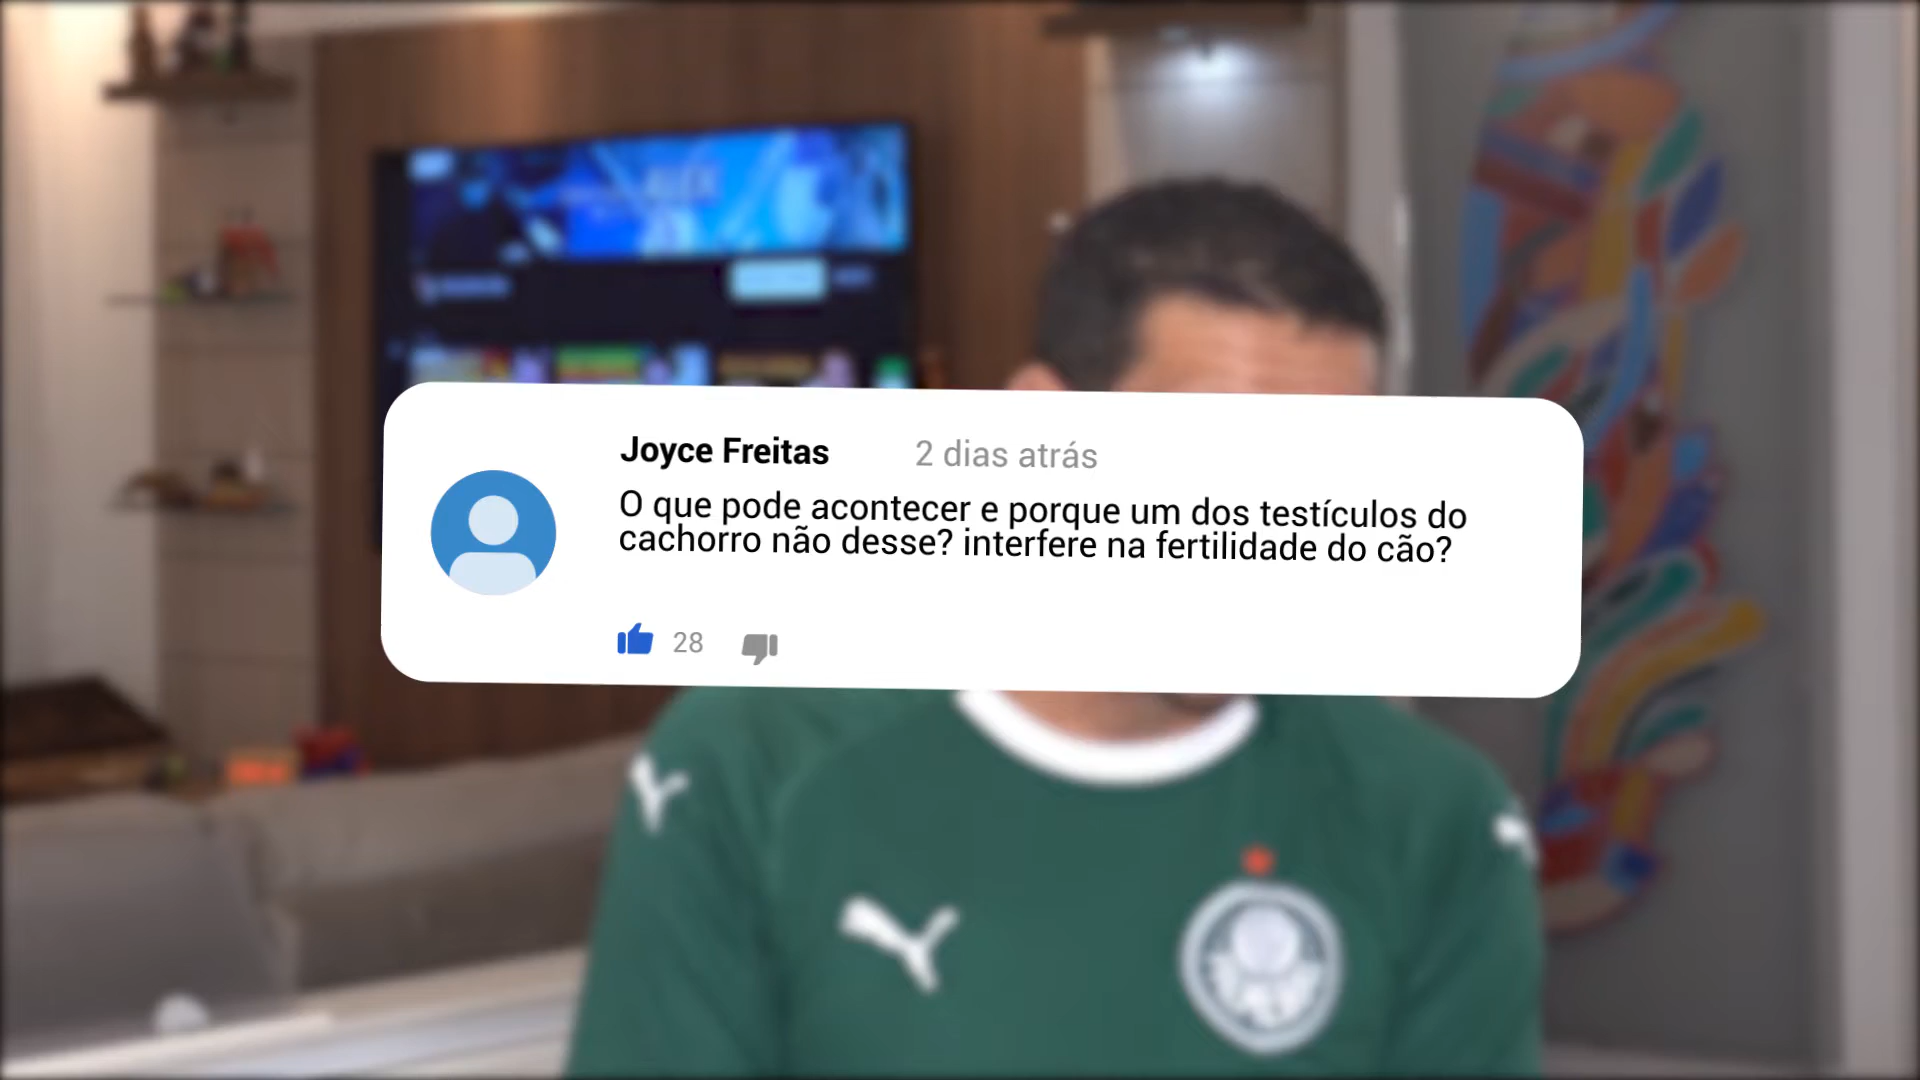 Joyce Freitas 2 dias atrás
O que pode acontecer e porque um dos testículos do
cachorro não desse? interfere na fertilidade do cão?
28